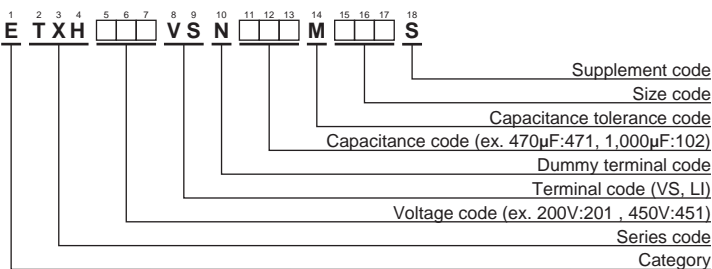 1 2 3 4 5 6 7 8 9 10 11 12 13 14 15 16 17 18
E TXH □□□ VS N □□□ M □□□ S
Supplement code
Size code
Capacitance tolerance code
Capacitance code (ex. 470µF:471, 1,000µF:102)
Dummy terminal code
Terminal code (VS, LI)
Voltage code (ex. 200V:201 , 450V:451)
Series code
Category